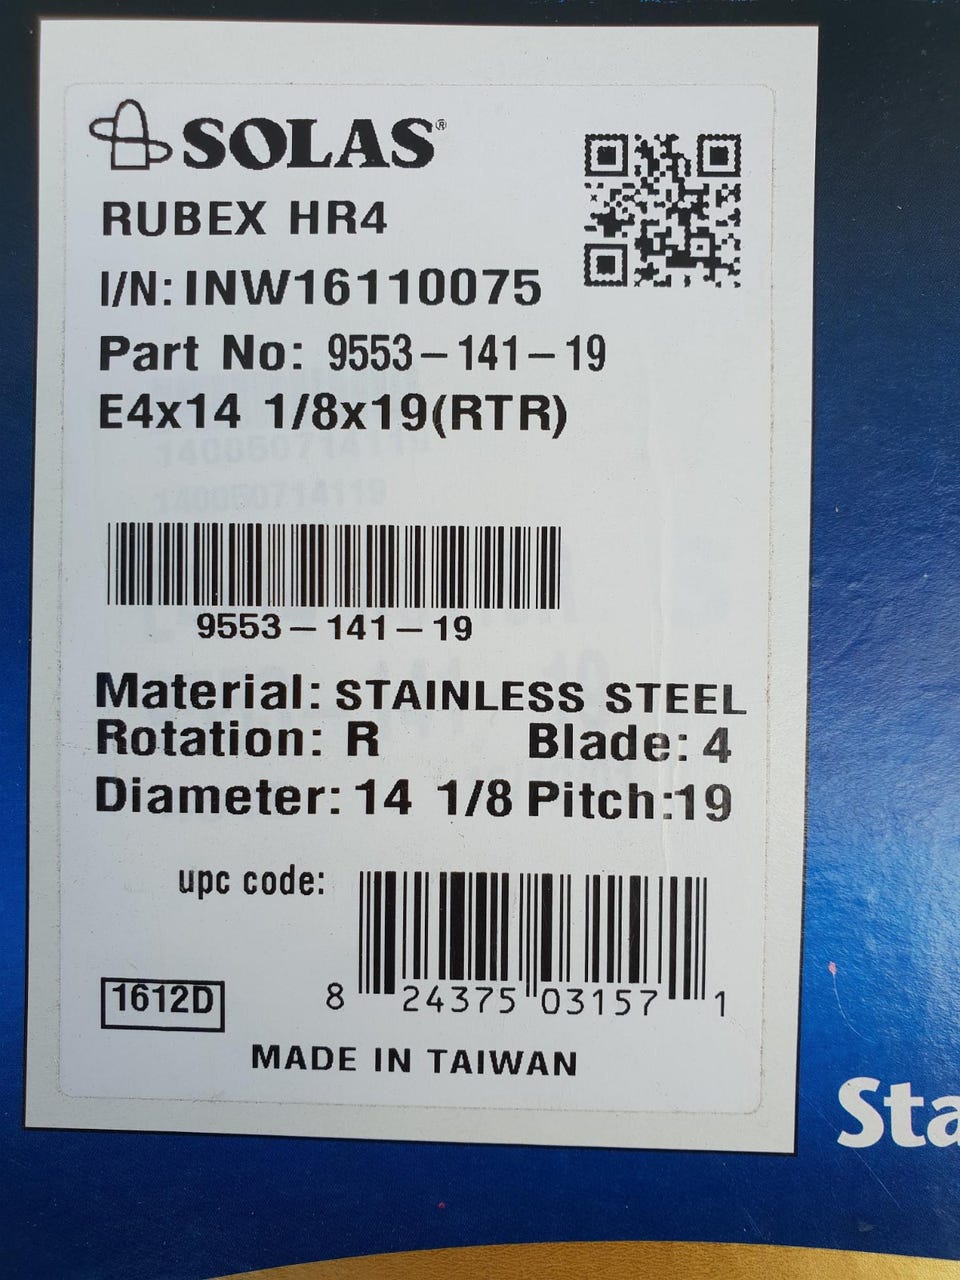 SOLAS®
RUBEX HR4
I/N: INW16110075
Part No: 9553-141-19
E4x14 1/8x19(RTR)
9553-141-19
Material: STAINLESS STEEL
Rotation: R Blade: 4
Diameter: 14 1/8 Pitch:19
upc code:
8 24375 03157 1
1612D
MADE IN TAIWAN
Sta